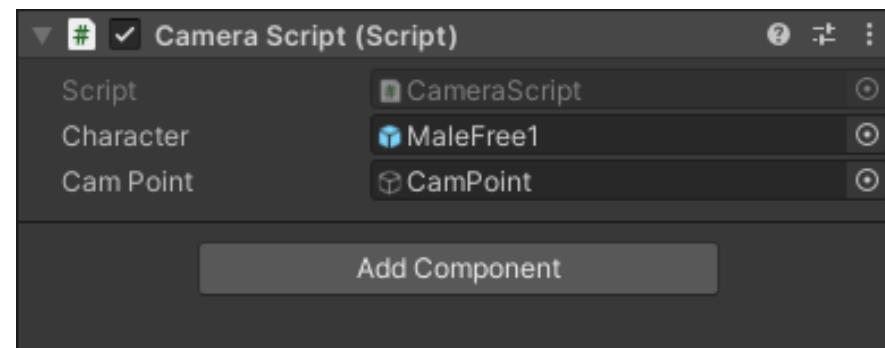 Camera Script (Script)
Script CameraScript
Character MaleFree1
Cam Point CamPoint
Add Component